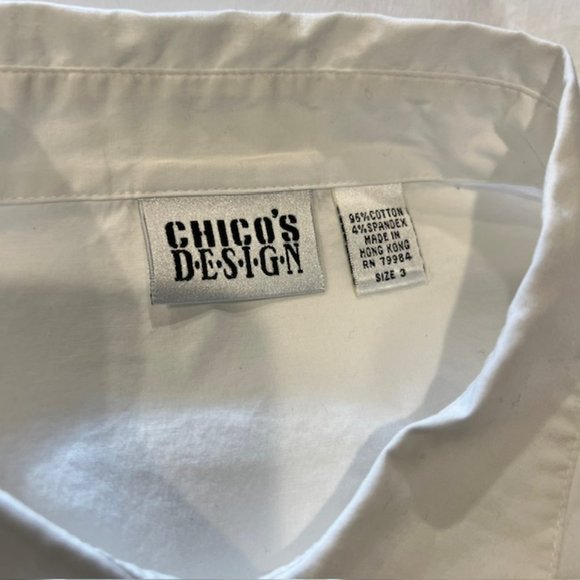 CHICO'S
D·E·S·I·G·N
96%COTTON
4%SPANDEX
MADE IN
HONG KONG
RN 79984
SIZE 3